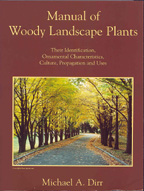 Manual of
Woody Landscape Plants
Their Identification,
Ornamental Characteristics,
Culture, Propagation and Uses
Michael A. Dirr